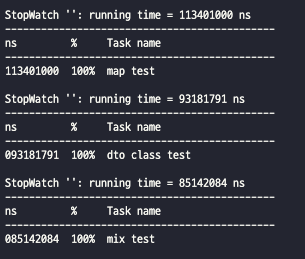 StopWatch '': running time = 113401000 ns
---------------------------------------------
ns         %     Task name
---------------------------------------------
113401000  100%  map test

StopWatch '': running time = 93181791 ns
---------------------------------------------
ns         %     Task name
---------------------------------------------
093181791  100%  dto class test

StopWatch '': running time = 85142084 ns
---------------------------------------------
ns         %     Task name
---------------------------------------------
085142084  100%  mix test